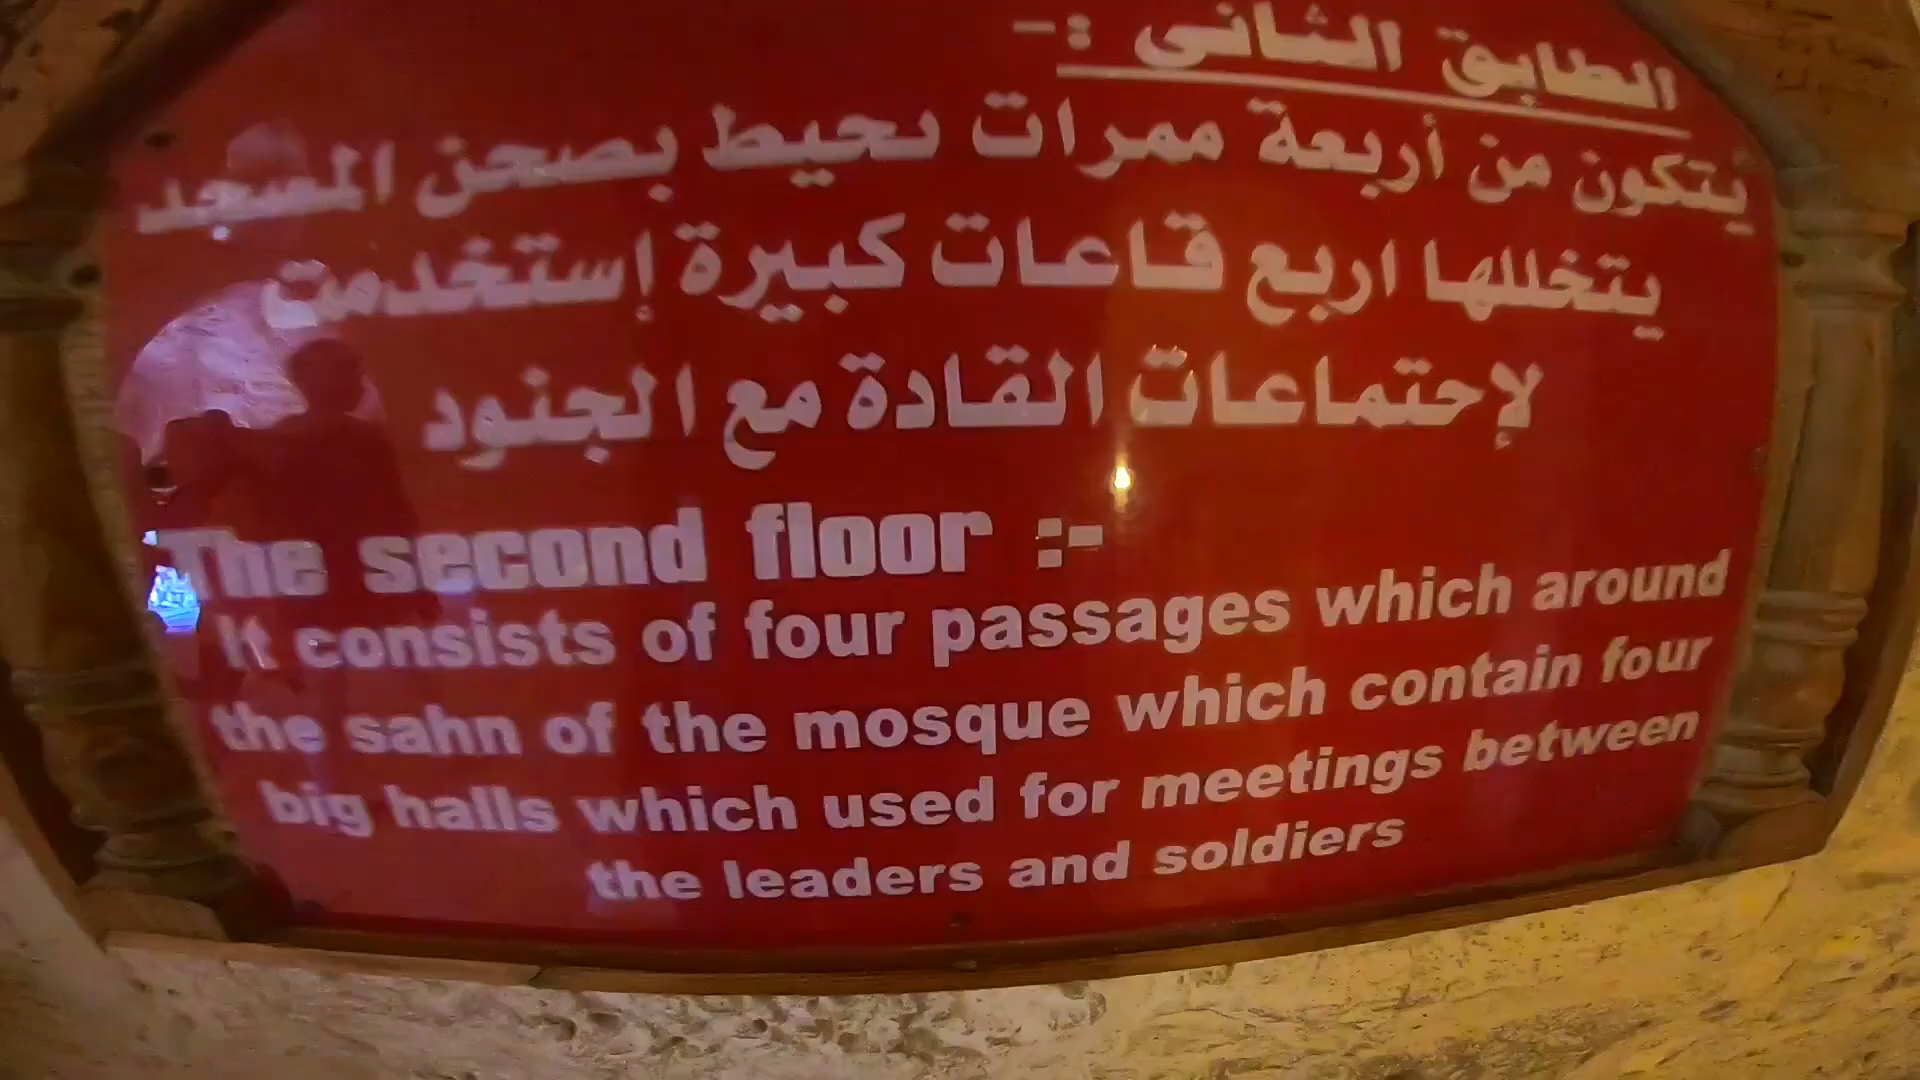 الطابق الثانى :-
يتكون من أربعة ممرات تحيط بصحن المسجد
يتخللها اربع قاعات كبيرة إستخدمت
لإحتماعات القادة مع الجنود
The second floor :-
It consists of four passages which around
the sahn of the mosque which contain four
big halls which used for meetings between
the leaders and soldiers